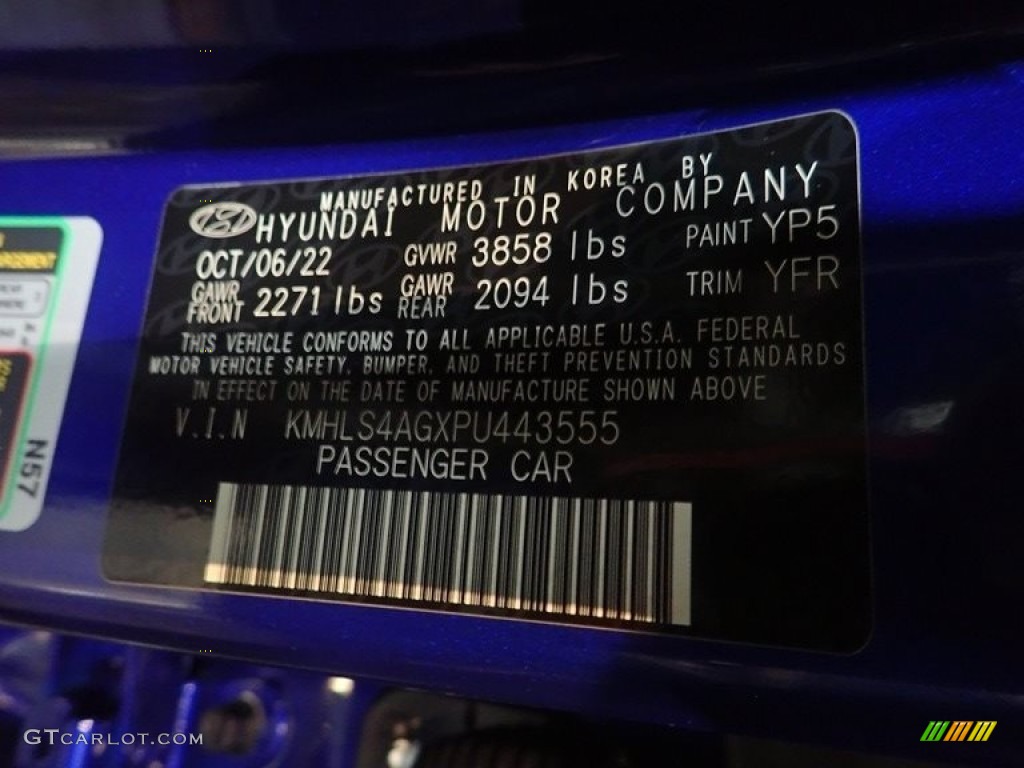 MANUFACTURED IN KOREA BY
HYUNDAI MOTOR COMPANY
OCT/06/22 GVWR 3858 lbs PAINT YP5
GAWR FRONT 2271 lbs GAWR REAR 2094 lbs TRIM YFR
THIS VEHICLE CONFORMS TO ALL APPLICABLE U.S.A. FEDERAL
MOTOR VEHICLE SAFETY, BUMPER, AND THEFT PREVENTION STANDARDS
IN EFFECT ON THE DATE OF MANUFACTURE SHOWN ABOVE
V.I.N KMHLS4AGXPU443555
PASSENGER CAR
N57
GTCARLOT.COM